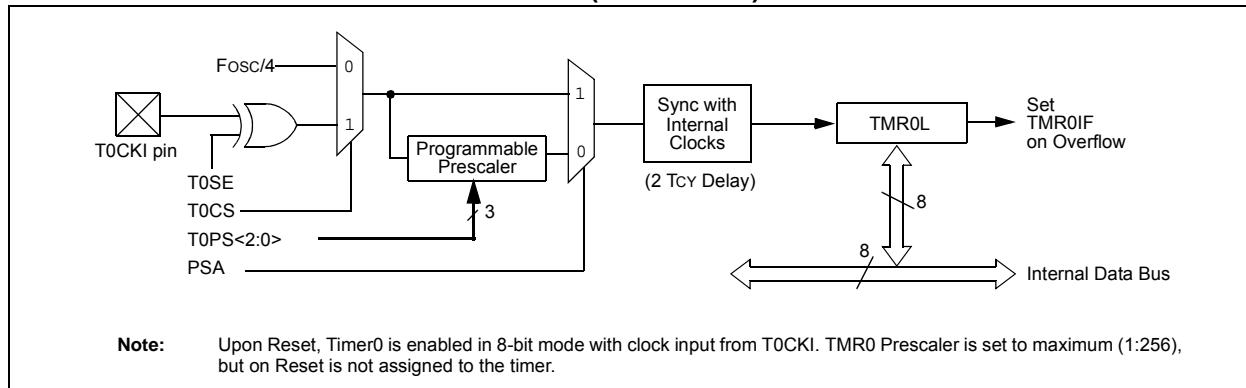 Fosc/4
0
1
T0CKI pin
T0SE
T0CS
T0PS<2:0>
PSA
Programmable
Prescaler
3
1
0
Sync with
Internal
Clocks
(2 TCY Delay)
TMR0L
Set
TMR0IF
on Overflow
8
8
Internal Data Bus
Note: Upon Reset, Timer0 is enabled in 8-bit mode with clock input from T0CKI. TMR0 Prescaler is set to maximum (1:256),
but on Reset is not assigned to the timer.